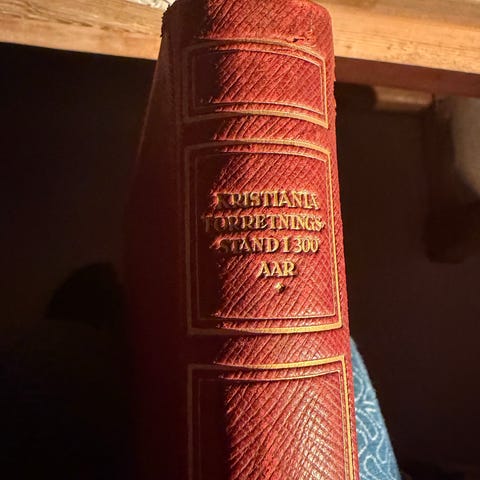 KRISTIANIA
FORRETNINGS-
STAND I 300
AAR